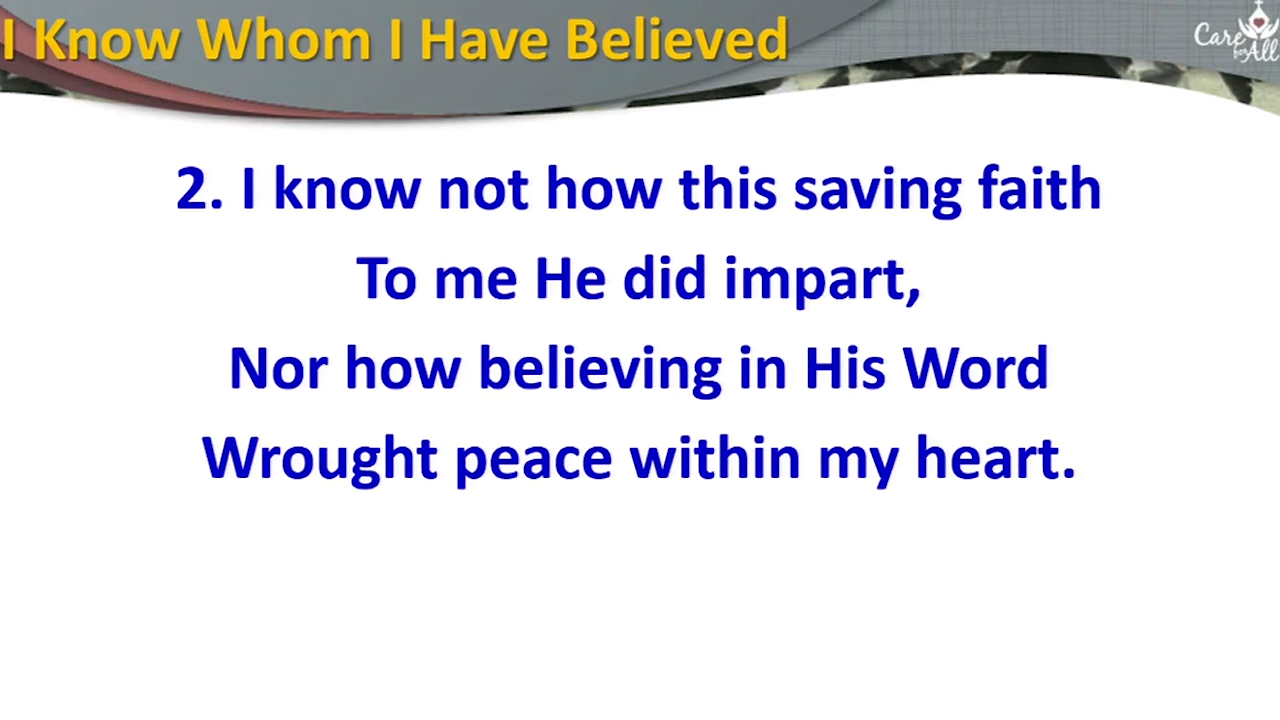 I Know Whom I Have Believed
Care
for All
2. I know not how this saving faith
To me He did impart,
Nor how believing in His Word
Wrought peace within my heart.